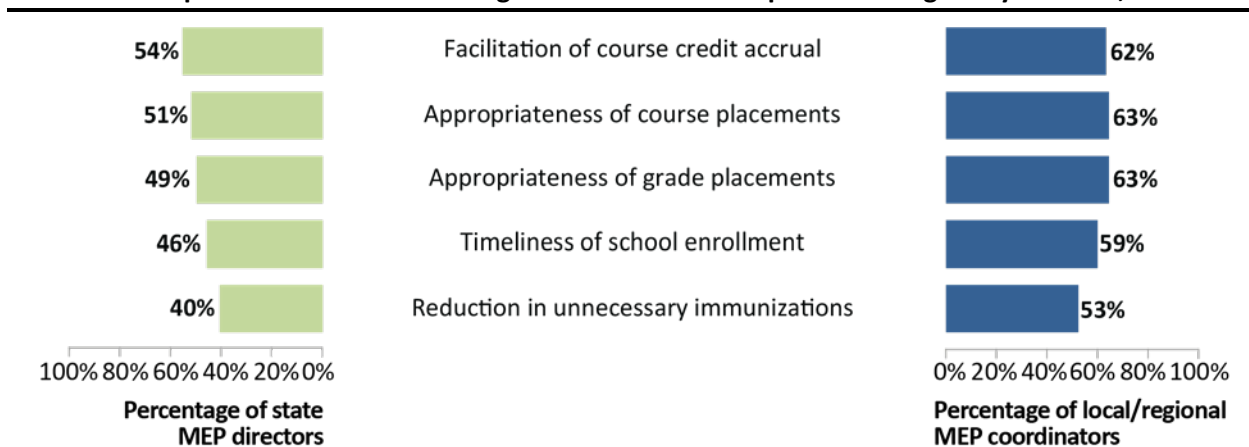 54% Facilitation of course credit accrual 62%
51% Appropriateness of course placements 63%
49% Appropriateness of grade placements 63%
46% Timeliness of school enrollment 59%
40% Reduction in unnecessary immunizations 53%
100% 80% 60% 40% 20% 0% 0% 20% 40% 60% 80% 100%
Percentage of state
MEP directors
Percentage of local/regional
MEP coordinators